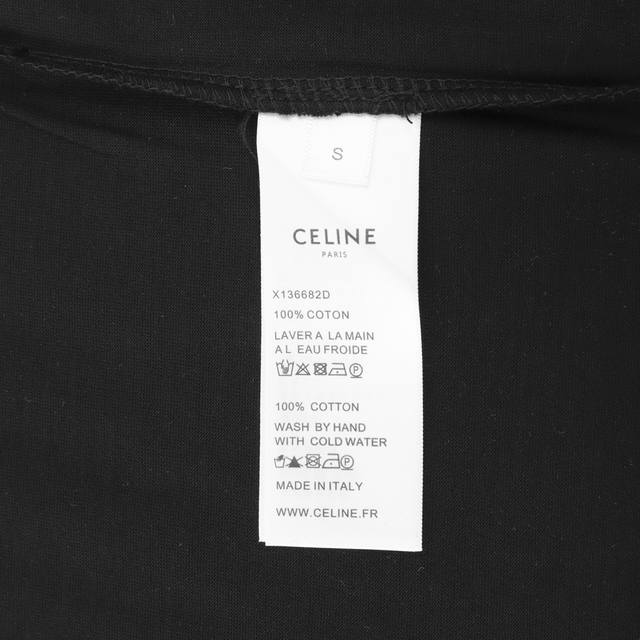 S
CELINE
PARIS
X136682D
100% COTON
LAVER A LA MAIN
A L EAU FROIDE
100% COTTON
WASH BY HAND
WITH COLD WATER
MADE IN ITALY
WWW.CELINE.FR